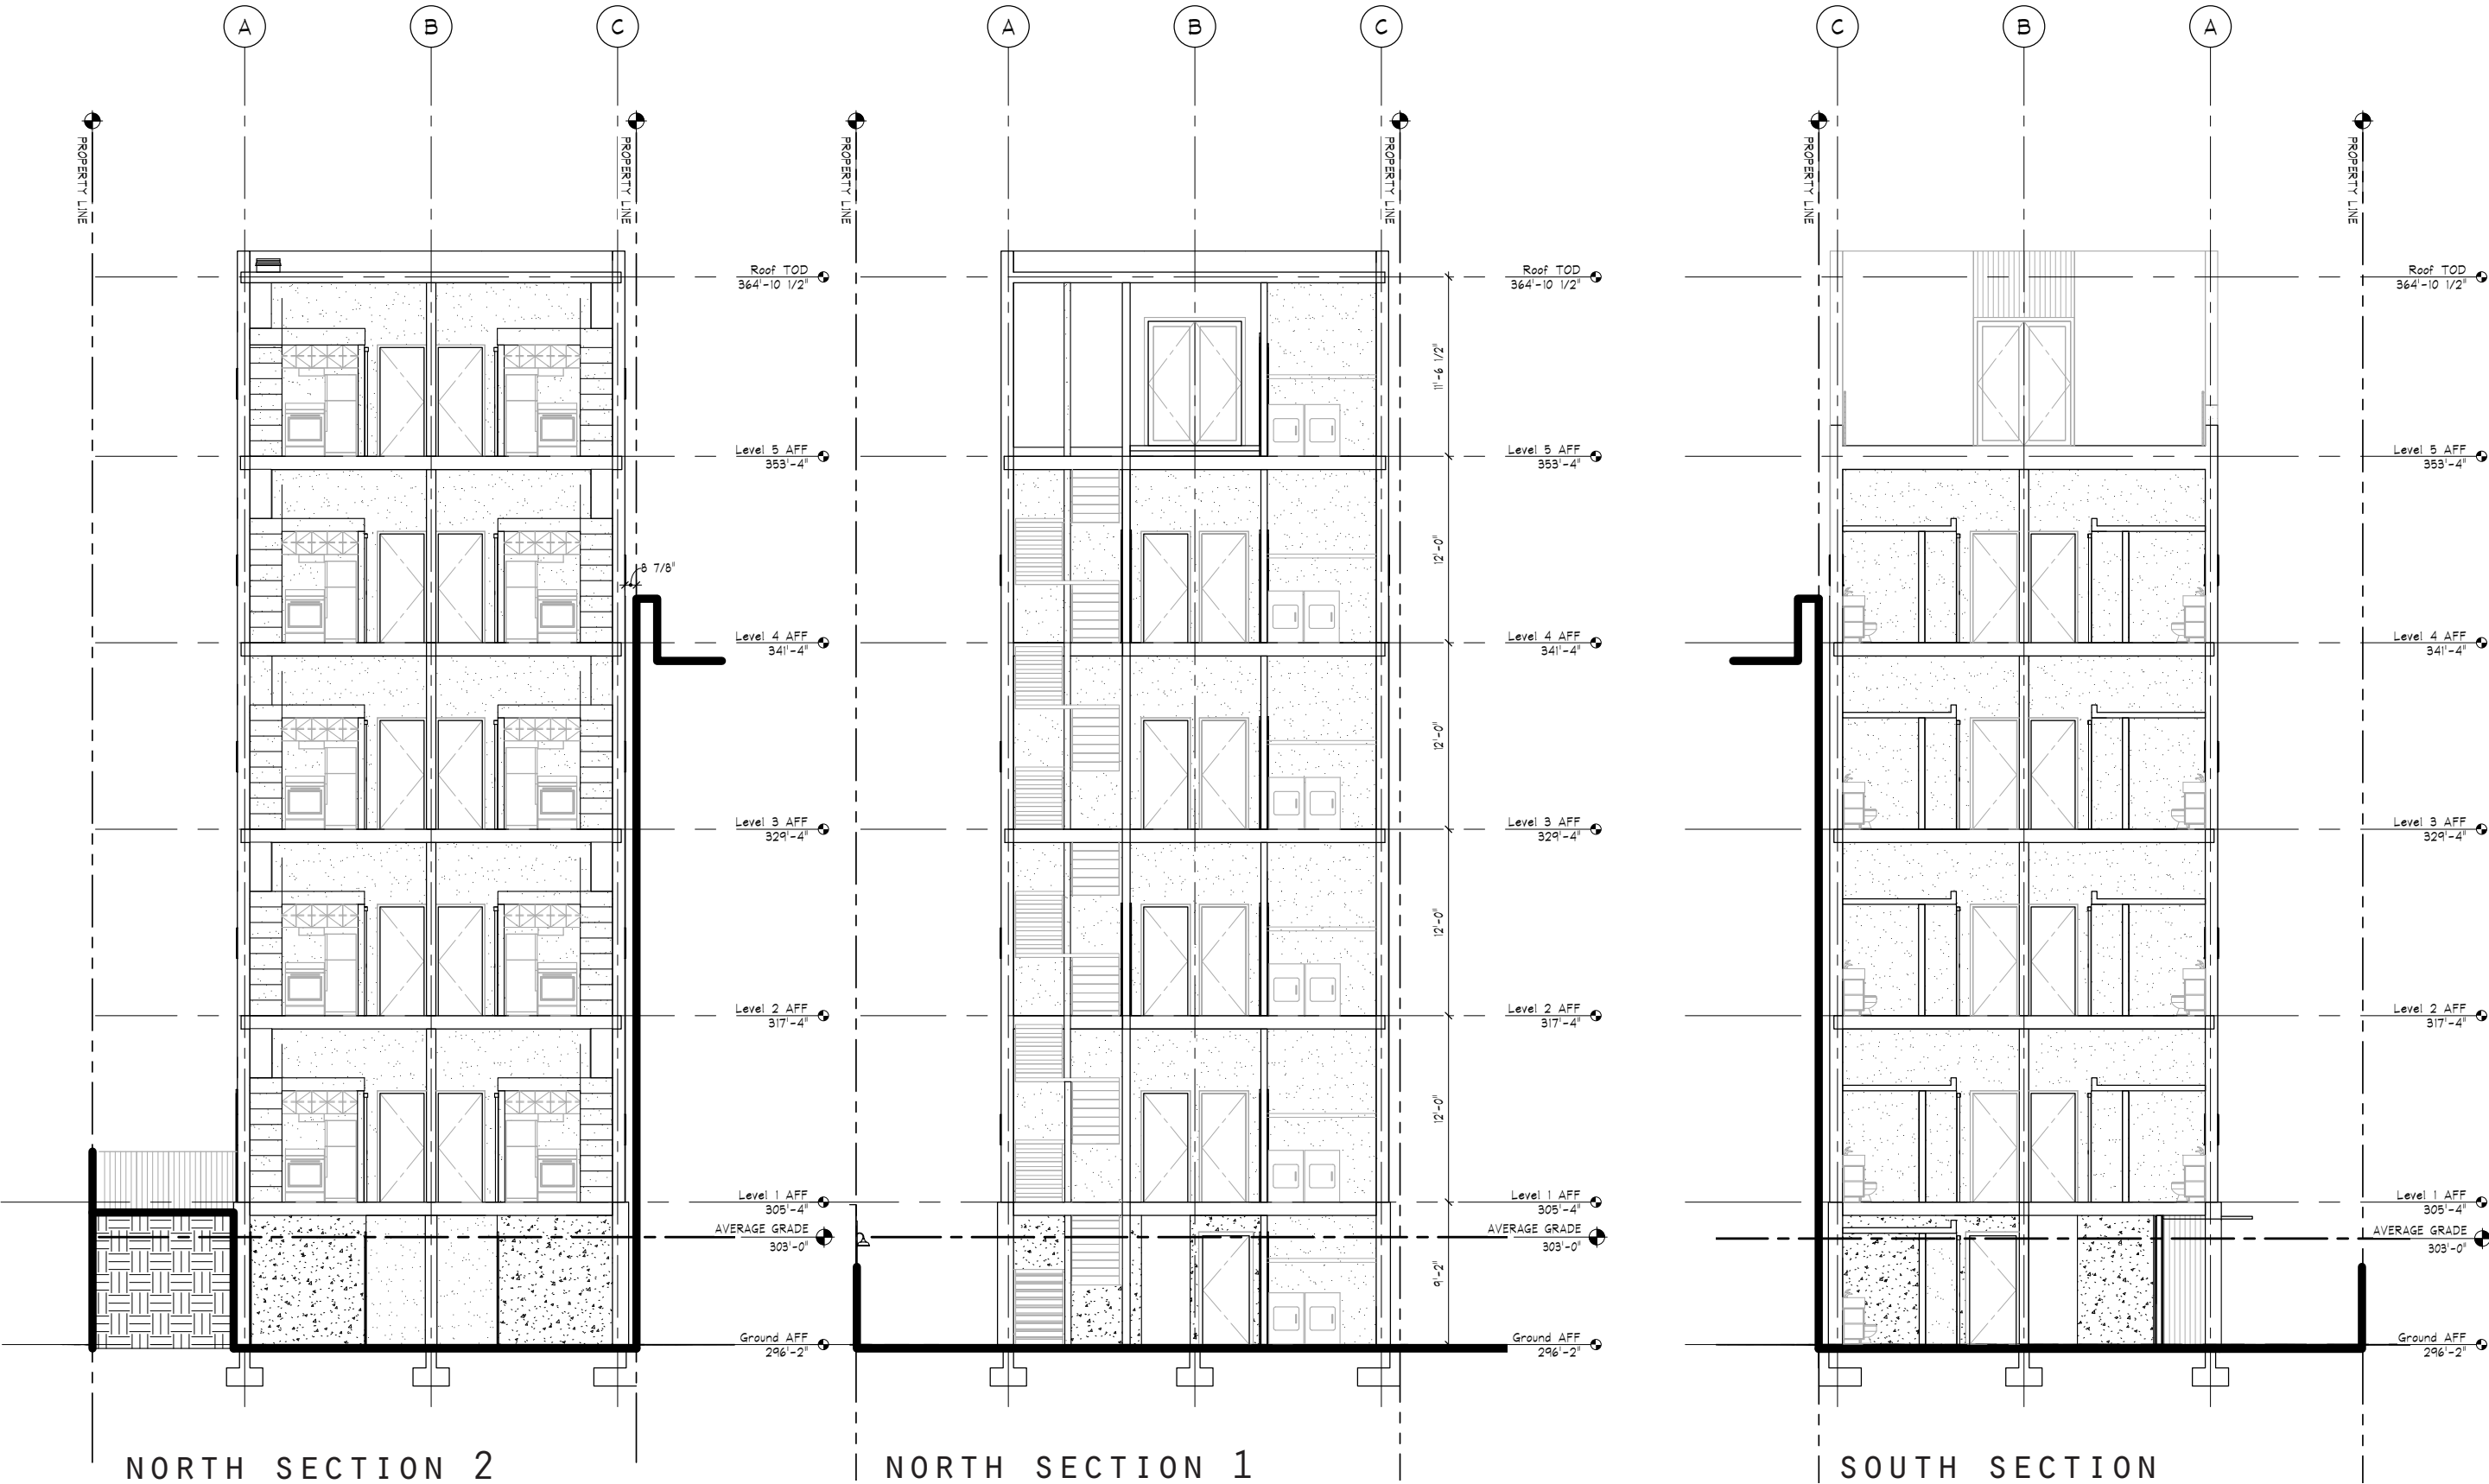 A B C
A B C
C B A
PROPERTY LINE
PROPERTY LINE
PROPERTY LINE
PROPERTY LINE
PROPERTY LINE
PROPERTY LINE
Roof TOD
364'-10 1/2"
Level 5 AFF
353'-4"
8 7/8"
Level 4 AFF
341'-4"
Level 3 AFF
329'-4"
Level 2 AFF
317'-4"
Level 1 AFF
305'-4"
AVERAGE GRADE
303'-0"
Ground AFF
296'-2"
NORTH SECTION 2
11'-6 1/2"
12'-0"
12'-0"
12'-0"
12'-0"
9'-2"
Roof TOD
364'-10 1/2"
Level 5 AFF
353'-4"
Level 4 AFF
341'-4"
Level 3 AFF
329'-4"
Level 2 AFF
317'-4"
Level 1 AFF
305'-4"
AVERAGE GRADE
303'-0"
Ground AFF
296'-2"
NORTH SECTION 1
Roof TOD
364'-10 1/2"
Level 5 AFF
353'-4"
Level 4 AFF
341'-4"
Level 3 AFF
329'-4"
Level 2 AFF
317'-4"
Level 1 AFF
305'-4"
AVERAGE GRADE
303'-0"
Ground AFF
296'-2"
SOUTH SECTION